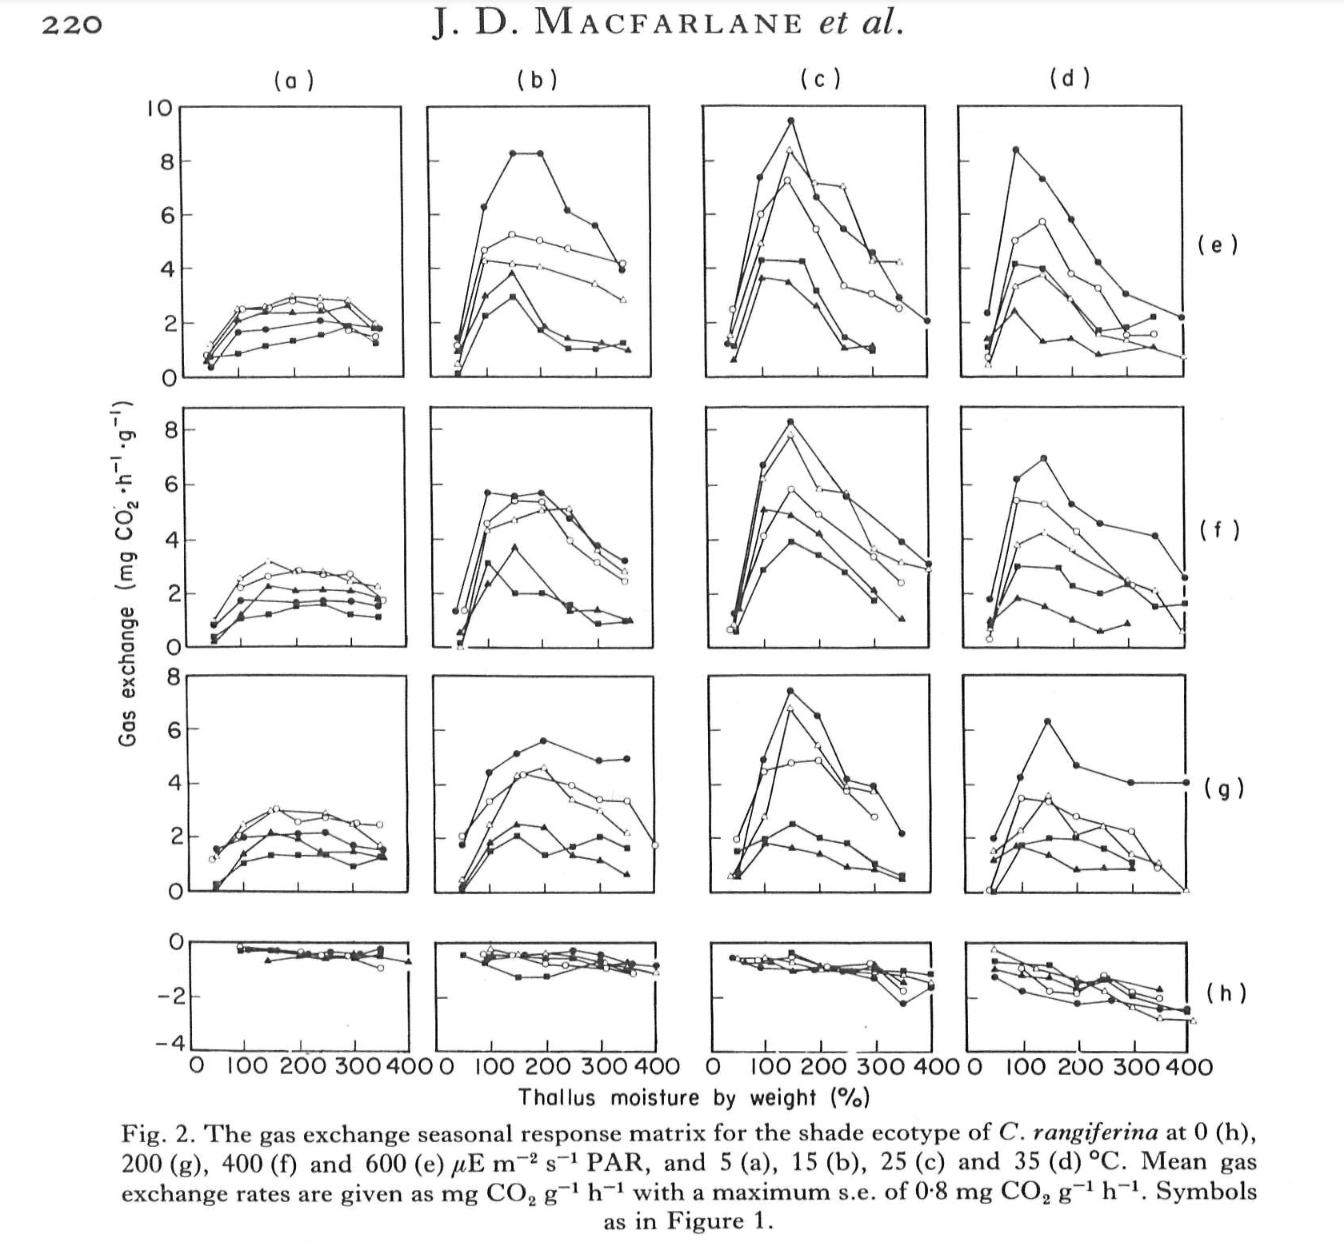 220
J. D. MACFARLANE et al.
(a) (b) (c) (d)
10
8
6
4
2
0
(e)
8
6
4
2
0
(f)
Gas exchange (mg CO₂ ·h⁻¹·g⁻¹)
8
6
4
2
0
(g)
0
−2
−4
(h)
0 100 200 300 400 0 100 200 300 400 0 100 200 300 400 0 100 200 300 400
Thallus moisture by weight (%)
Fig. 2. The gas exchange seasonal response matrix for the shade ecotype of C. rangiferina at 0 (h),
200 (g), 400 (f) and 600 (e) μE m⁻² s⁻¹ PAR, and 5 (a), 15 (b), 25 (c) and 35 (d) °C. Mean gas
exchange rates are given as mg CO₂ g⁻¹ h⁻¹ with a maximum s.e. of 0·8 mg CO₂ g⁻¹ h⁻¹. Symbols
as in Figure 1.